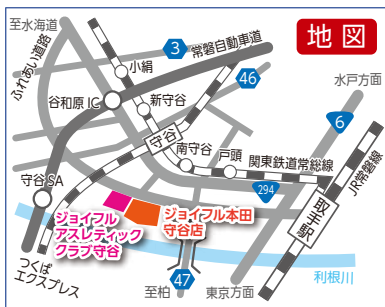 至水海道
ふれあい道路
3
常磐自動車道
地図
小絹
46
水戸方面
谷和原IC
新守谷
6
守谷
南守谷
戸頭
関東鉄道常総線
JR常磐線
守谷SA
294
取手駅
ジョイフル
アスレティック
クラブ守谷
ジョイフル本田
守谷店
つくば
エクスプレス
47
至柏
東京方面
利根川